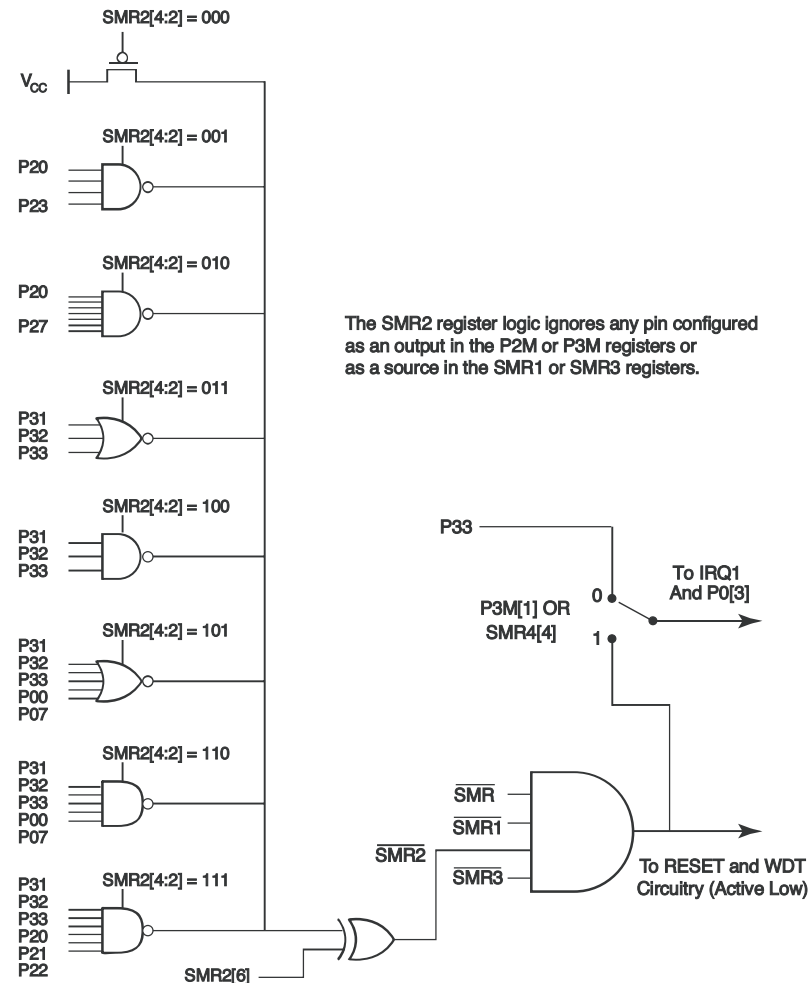 SMR2[4:2] = 000
VCC
SMR2[4:2] = 001
P20
P23
SMR2[4:2] = 010
P20
P27
The SMR2 register logic ignores any pin configured
as an output in the P2M or P3M registers or
as a source in the SMR1 or SMR3 registers.
SMR2[4:2] = 011
P31
P32
P33
SMR2[4:2] = 100
P31
P32
P33
P33
To IRQ1
And P0[3]
0
P3M[1] OR
SMR4[4]
1
SMR2[4:2] = 101
P31
P32
P33
P00
P07
SMR2[4:2] = 110
P31
P32
P33
P00
P07
SMR
SMR1
SMR2
SMR3
To RESET and WDT
Circuitry (Active Low)
SMR2[4:2] = 111
P31
P32
P33
P20
P21
P22
SMR2[6]